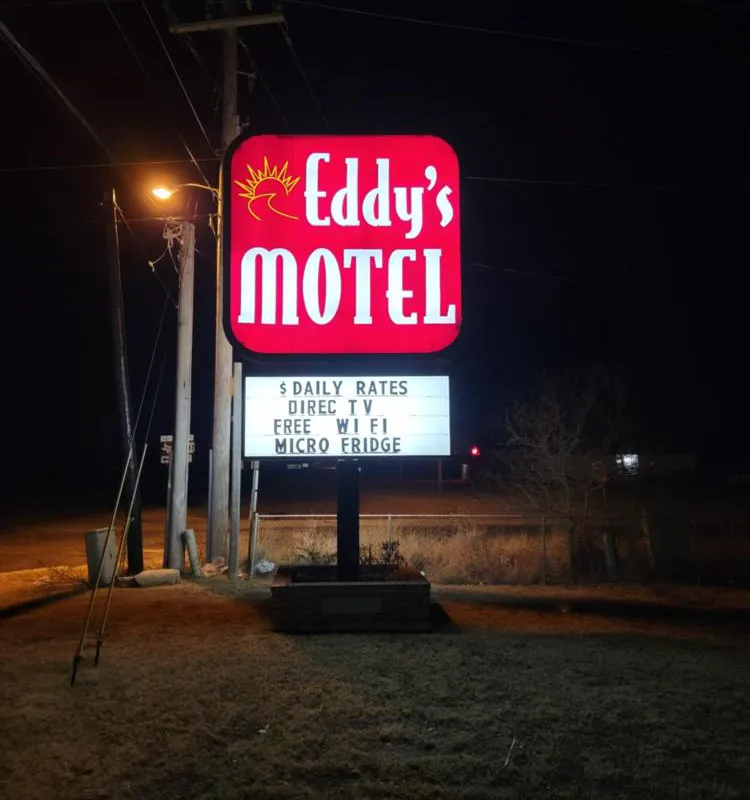 Eddy's
MOTEL
$ DAILY RATES
DIREC TV
FREE WI FI
MICRO FRIDGE